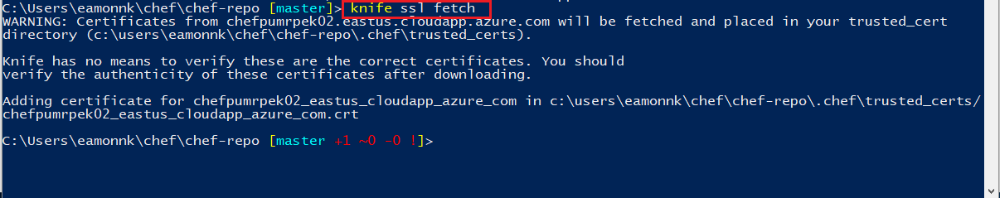 C:\Users\eamonnk\chef\chef-repo [master]> knife ssl fetch
WARNING: Certificates from chefpumrpek02.eastus.cloudapp.azure.com will be fetched and placed in your trusted_cert
directory (c:\users\eamonnk\chef\chef-repo\.chef\trusted_certs).
Knife has no means to verify these are the correct certificates. You should
verify the authenticity of these certificates after downloading.
Adding certificate for chefpumrpek02_eastus_cloudapp_azure_com in c:\users\eamonnk\chef\chef-repo\.chef\trusted_certs/
chefpumrpek02_eastus_cloudapp_azure_com.crt
C:\Users\eamonnk\chef\chef-repo [master +1 ~0 -0 !]>